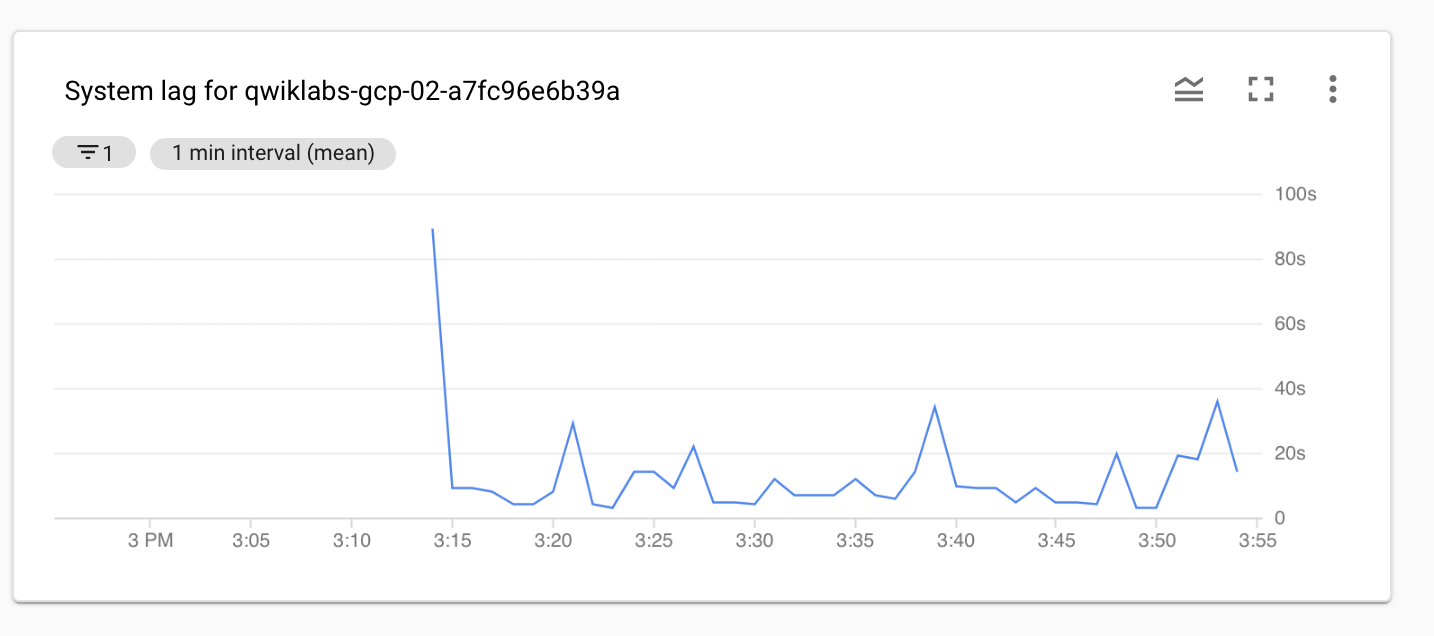 System lag for qwiklabs-gcp-02-a7fc96e6b39a
1 1 min interval (mean)
100s
80s
60s
40s
20s
0
3 PM 3:05 3:10 3:15 3:20 3:25 3:30 3:35 3:40 3:45 3:50 3:55